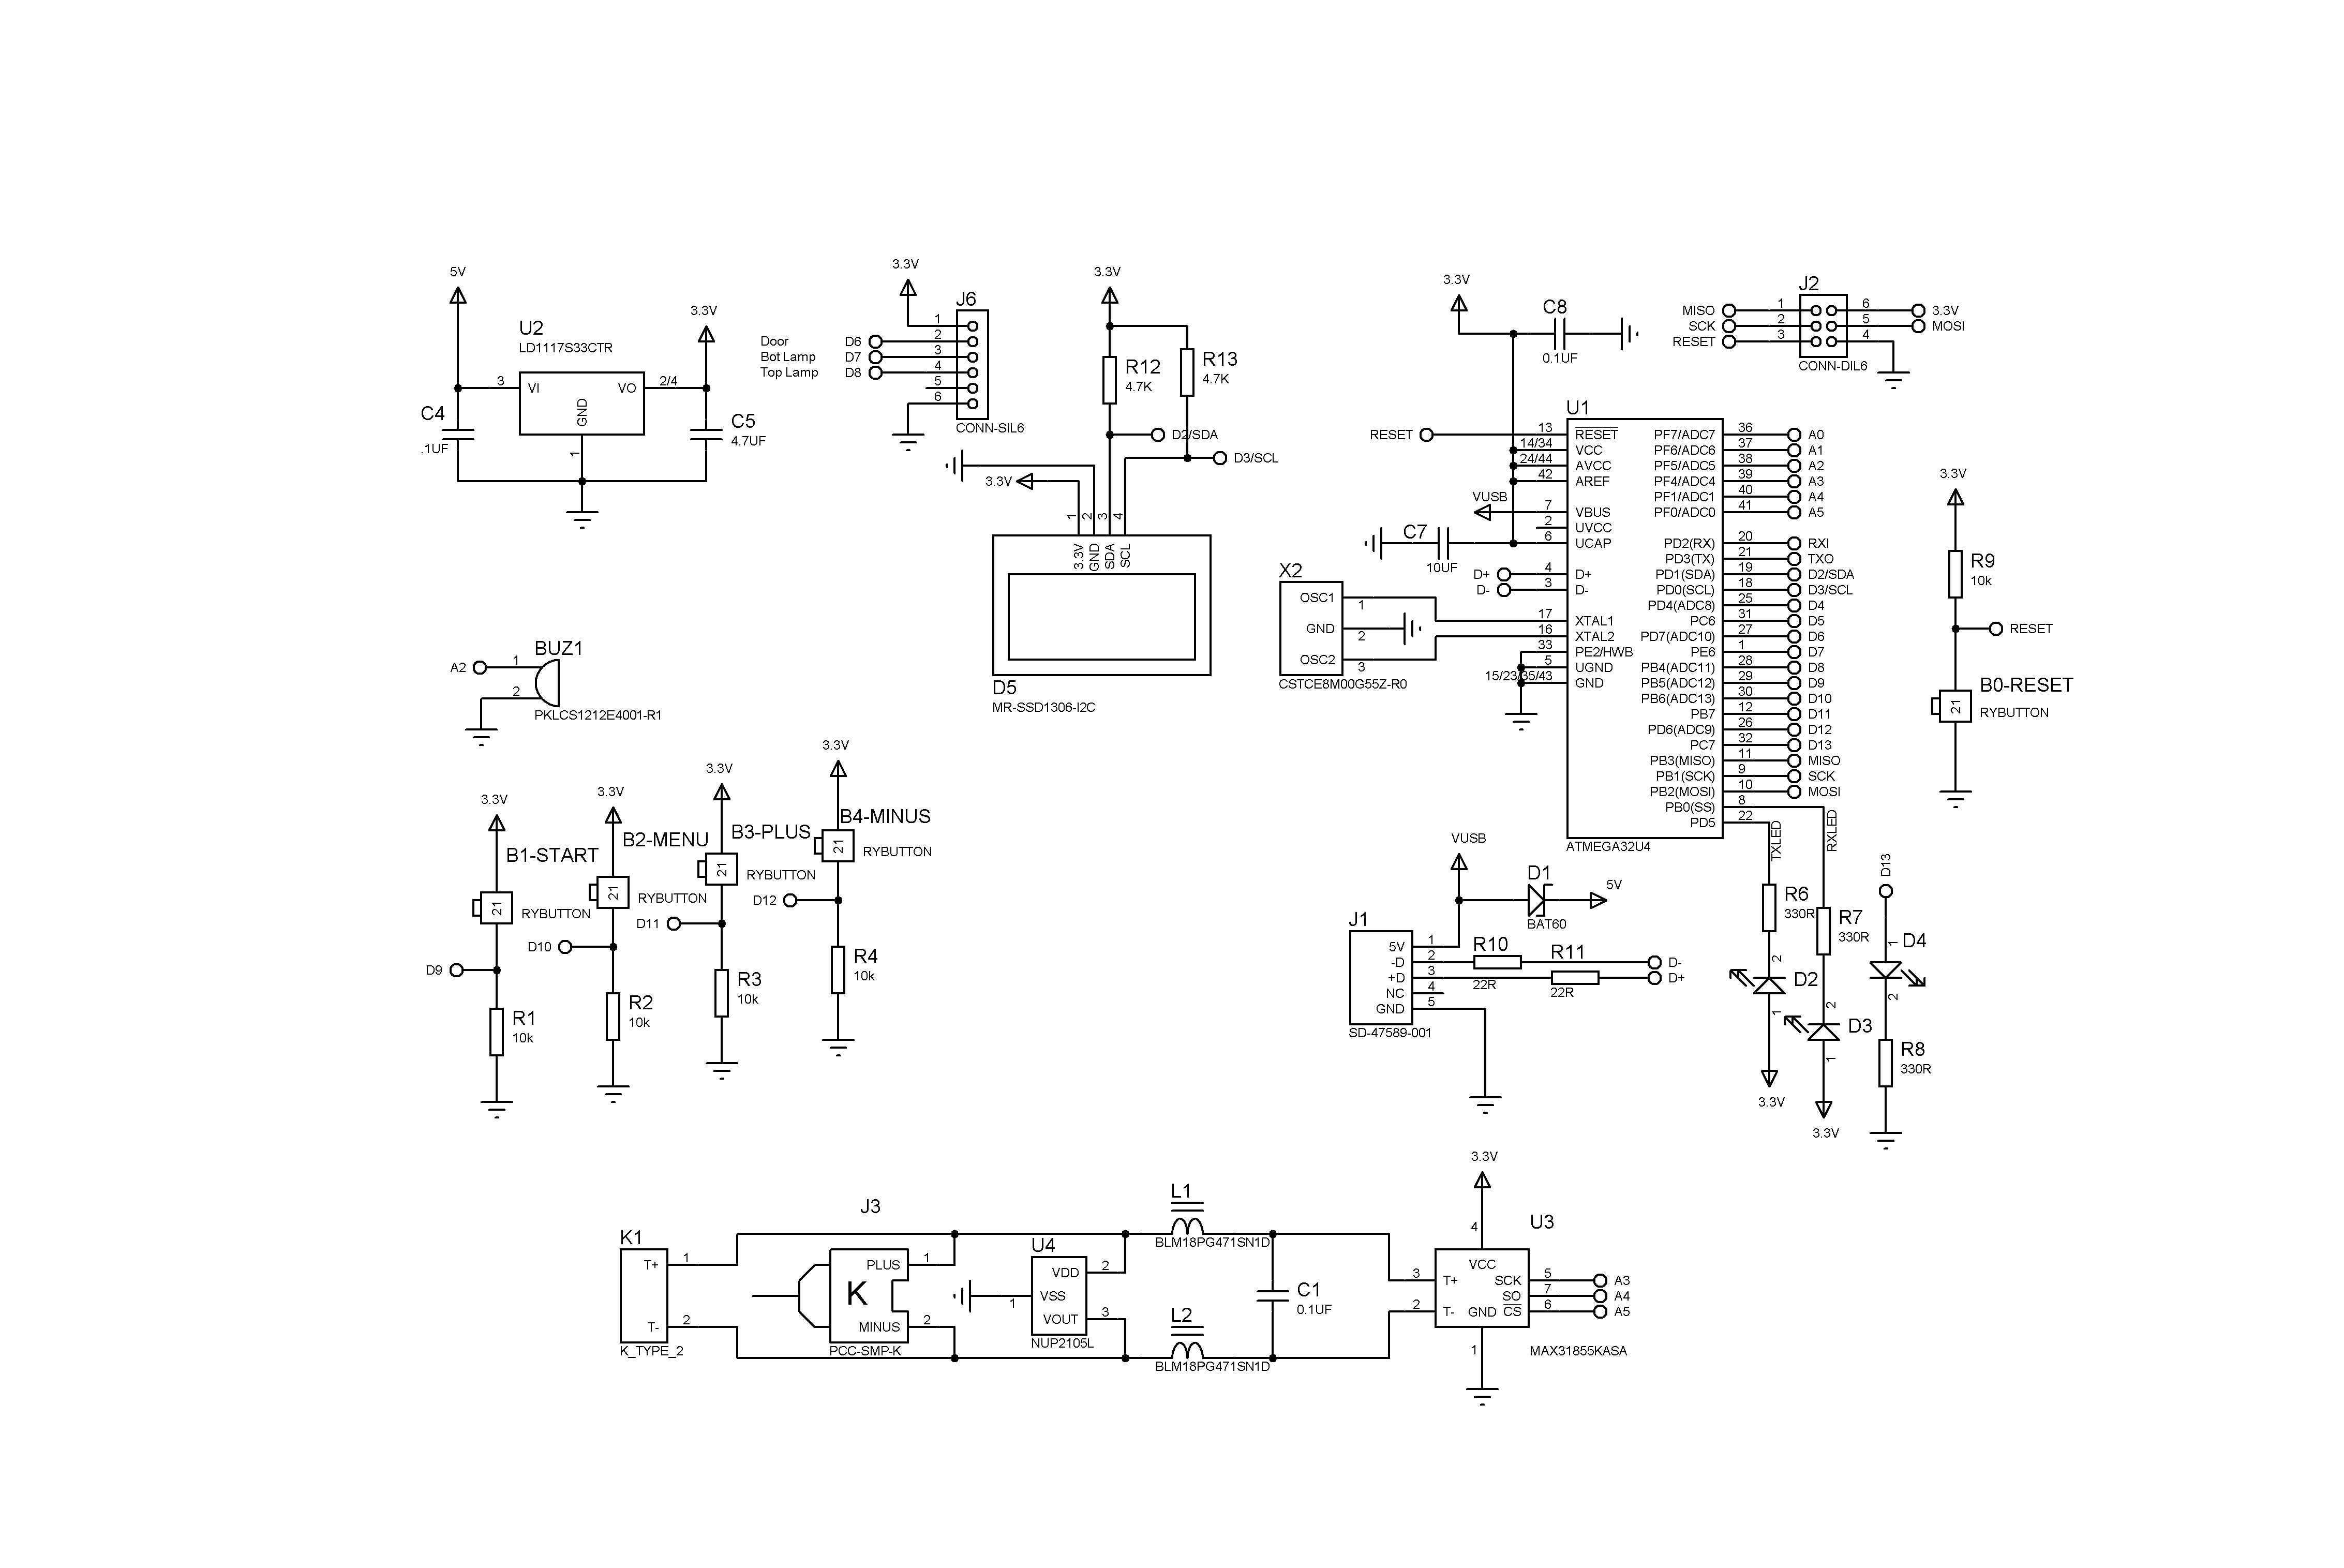 5V
U2
LD1117S33CTR
3.3V
3 VI VO 2/4
GND
1
C4
.1UF
C5
4.7UF
3.3V
J6
Door D6
Bot Lamp D7
Top Lamp D8
1
2
3
4
5
6
CONN-SIL6
3.3V
R12
4.7K
R13
4.7K
D2/SDA
D3/SCL
3.3V
1 2 3 4
3.3V GND SDA SCL
D5
MR-SSD1306-I2C
3.3V
C8
0.1UF
J2
MISO 1 6 3.3V
SCK 2 5 MOSI
RESET 3 4
CONN-DIL6
U1
RESET 13 RESET PF7/ADC7 36 A0
14/34 VCC PF6/ADC6 37 A1
24/44 AVCC PF5/ADC5 38 A2
42 AREF PF4/ADC4 39 A3
PF1/ADC1 40 A4
VUSB 7 VBUS PF0/ADC0 41 A5
2 UVCC
C7
10UF
6 UCAP PD2(RX) 20 RXI
PD3(TX) 21 TXO
D+ 4 D+ PD1(SDA) 19 D2/SDA
D- 3 D- PD0(SCL) 18 D3/SCL
PD4(ADC8) 25 D4
17 XTAL1 PC6 31 D5
16 XTAL2 PD7(ADC10) 27 D6
33 PE2/HWB PE6 1 D7
5 UGND PB4(ADC11) 28 D8
15/23/35/43 GND PB5(ADC12) 29 D9
PB6(ADC13) 30 D10
PB7 12 D11
PD6(ADC9) 26 D12
PC7 32 D13
PB3(MISO) 11 MISO
PB1(SCK) 9 SCK
PB2(MOSI) 10 MOSI
PB0(SS) 8
PD5 22
ATMEGA32U4
X2
OSC1 1
GND 2
OSC2 3
CSTCE8M00G55Z-R0
3.3V
R9
10k
RESET
B0-RESET
21
RYBUTTON
BUZ1
A2 1
2
PKLCS1212E4001-R1
3.3V
B1-START
21
RYBUTTON
D9
R1
10k
3.3V
B2-MENU
21
RYBUTTON
D10
R2
10k
3.3V
B3-PLUS
21
RYBUTTON
D11
R3
10k
3.3V
B4-MINUS
21
RYBUTTON
D12
R4
10k
VUSB
D1
BAT60
5V
J1
5V 1
-D 2
+D 3
NC 4
GND 5
SD-47589-001
R10
22R
R11
22R
D-
D+
TXLED
R6
330R
2
D2
1
3.3V
RXLED
R7
330R
2
D3
1
3.3V
D13
1
D4
2
R8
330R
K1
T+ 1
T- 2
K_TYPE_2
J3
K
PLUS 1
MINUS 2
PCC-SMP-K
U4
VDD 2
1 VSS
VOUT 3
NUP2105L
L1
BLM18PG471SN1D
L2
BLM18PG471SN1D
C1
0.1UF
3.3V
4
U3
VCC
3 T+ SCK 5 A3
SO 7 A4
2 T- GND CS 6 A5
1
MAX31855KASA